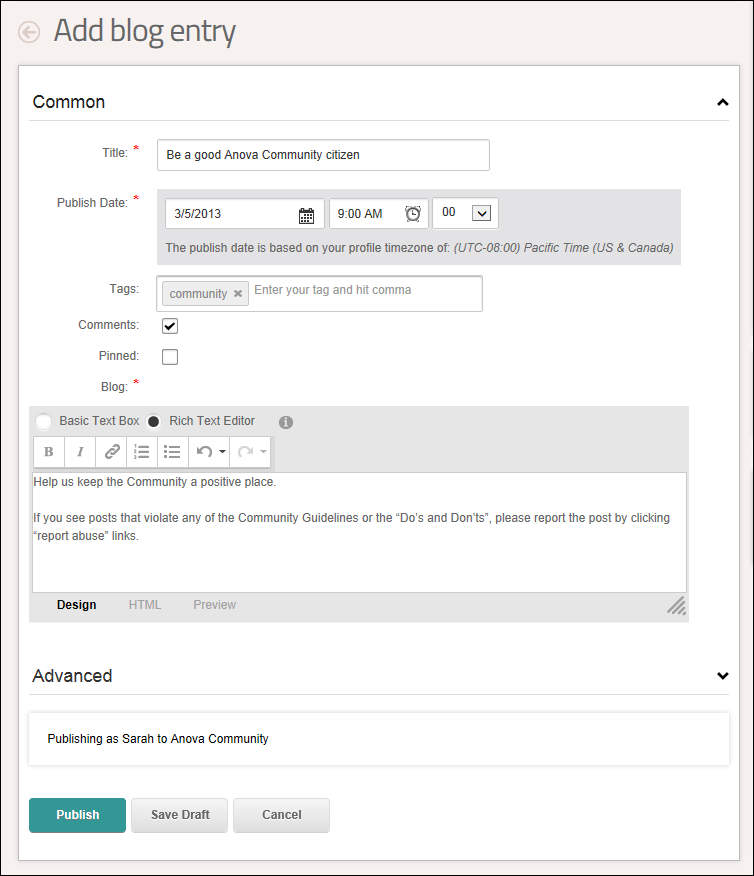 Add blog entry
Common
Title: *
Be a good Anova Community citizen
Publish Date: *
3/5/2013 9:00 AM 00
The publish date is based on your profile timezone of: (UTC-08:00) Pacific Time (US & Canada)
Tags:
community × Enter your tag and hit comma
Comments:
Pinned:
Blog: *
Basic Text Box Rich Text Editor
B I
Help us keep the Community a positive place.
If you see posts that violate any of the Community Guidelines or the “Do’s and Don’ts”, please report the post by clicking
“report abuse” links.
Design HTML Preview
Advanced
Publishing as Sarah to Anova Community
Publish Save Draft Cancel